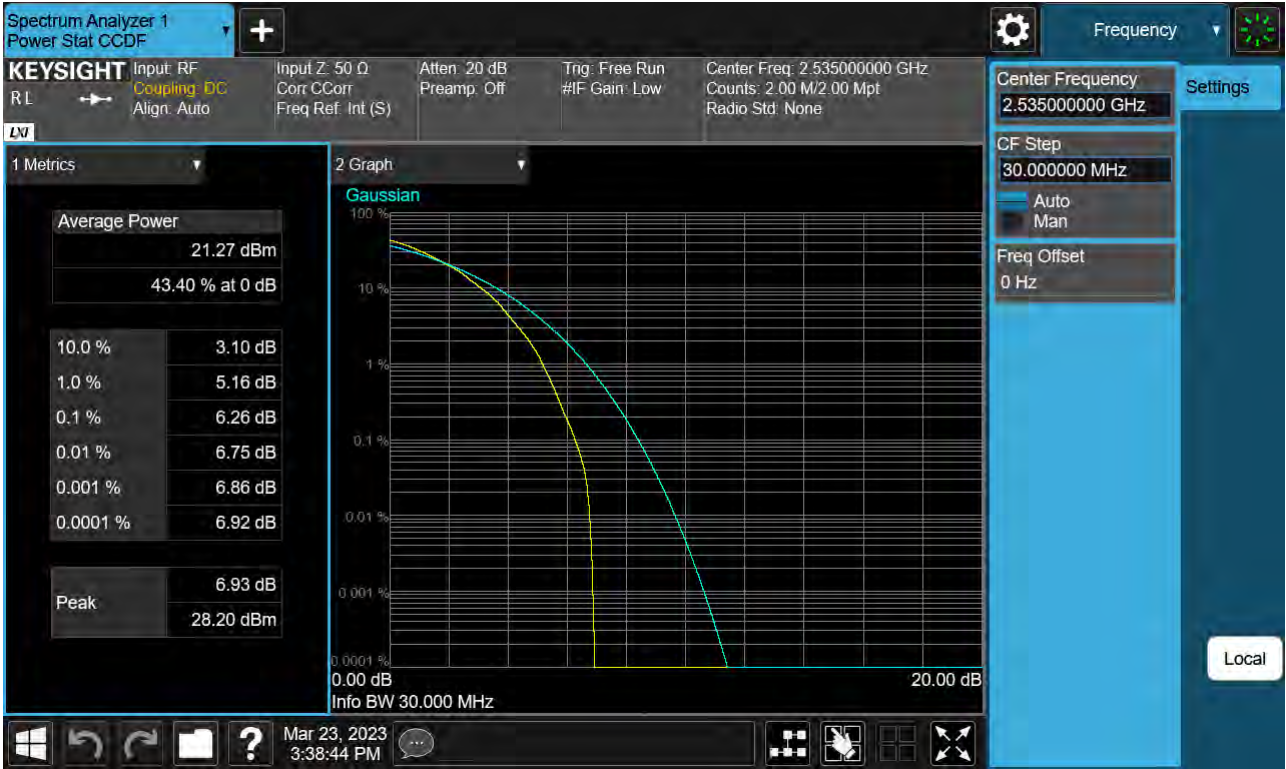 Spectrum Analyzer 1
Power Stat CCDF
Frequency
KEYSIGHT
R L
LXI
Input: RF
Coupling: DC
Align: Auto
Input Z: 50 Ω
Corr CCorr
Freq Ref: Int (S)
Atten: 20 dB
Preamp: Off
Trig: Free Run
#IF Gain: Low
Center Freq: 2.535000000 GHz
Counts: 2.00 M/2.00 Mpt
Radio Std: None
Center Frequency
2.535000000 GHz
Settings
CF Step
30.000000 MHz
Auto
Man
Freq Offset
0 Hz
Local
1 Metrics
Average Power
21.27 dBm
43.40 % at 0 dB
10.0 % 3.10 dB
1.0 % 5.16 dB
0.1 % 6.26 dB
0.01 % 6.75 dB
0.001 % 6.86 dB
0.0001 % 6.92 dB
Peak
6.93 dB
28.20 dBm
2 Graph
Gaussian
100 %
10 %
1 %
0.1 %
0.01 %
0.001 %
0.0001 %
0.00 dB 20.00 dB
Info BW 30.000 MHz
?
Mar 23, 2023
3:38:44 PM